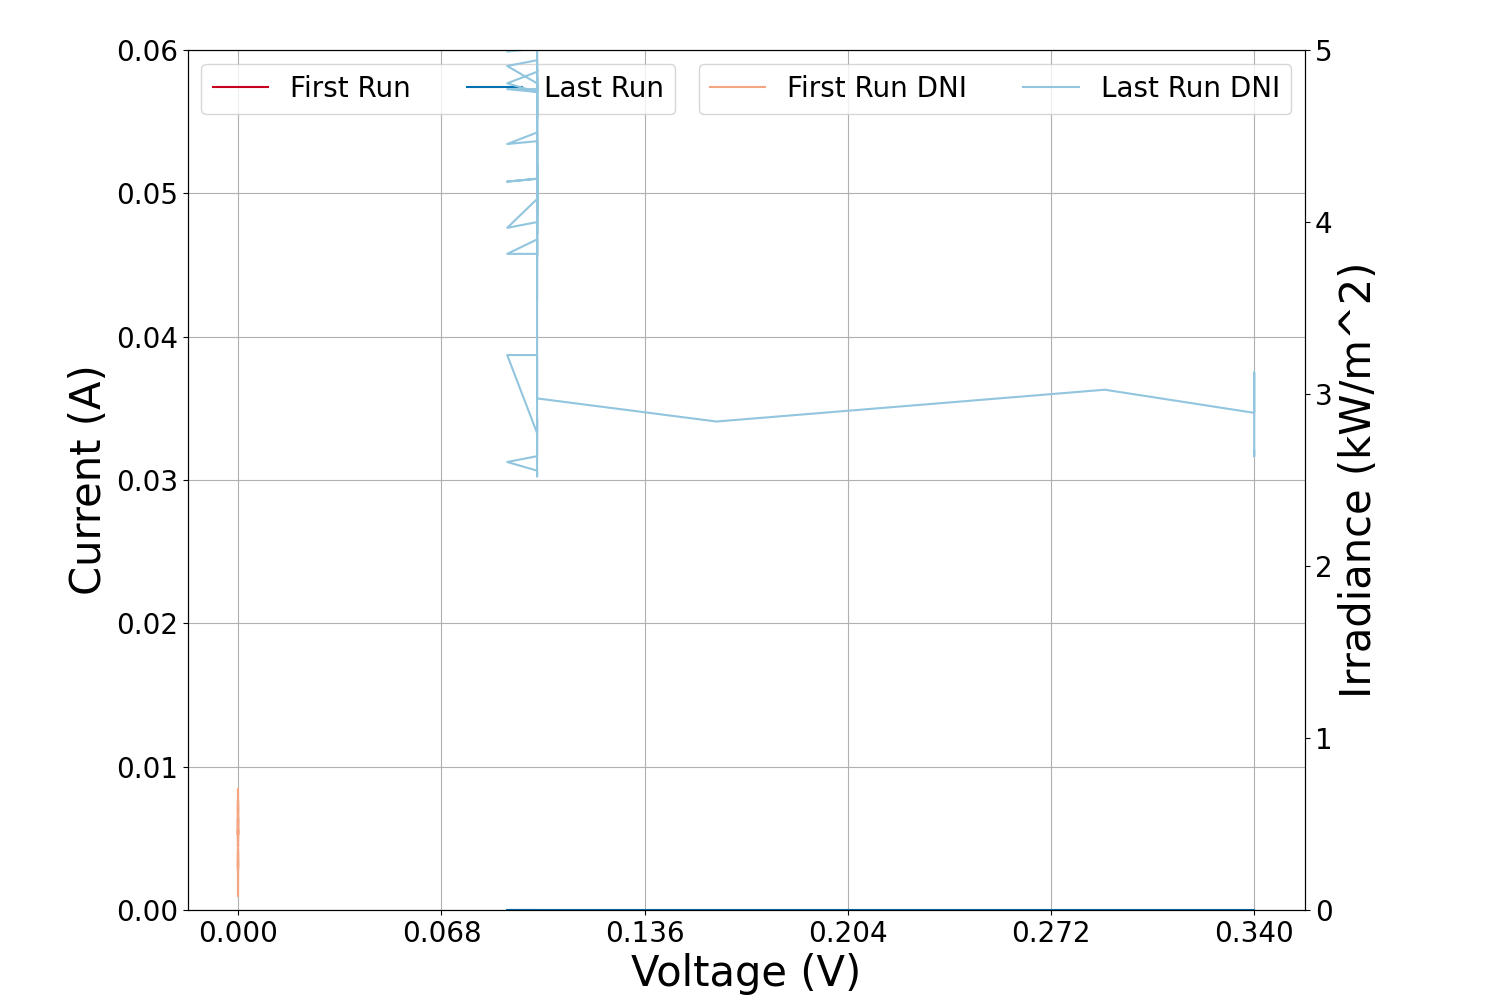 First Run
Last Run
First Run DNI
Last Run DNI
Current (A)
0.06
0.05
0.04
0.03
0.02
0.01
0.00
5
4
3
2
1
0
Irradiance (kW/m^2)
0.000
0.068
0.136
0.204
0.272
0.340
Voltage (V)